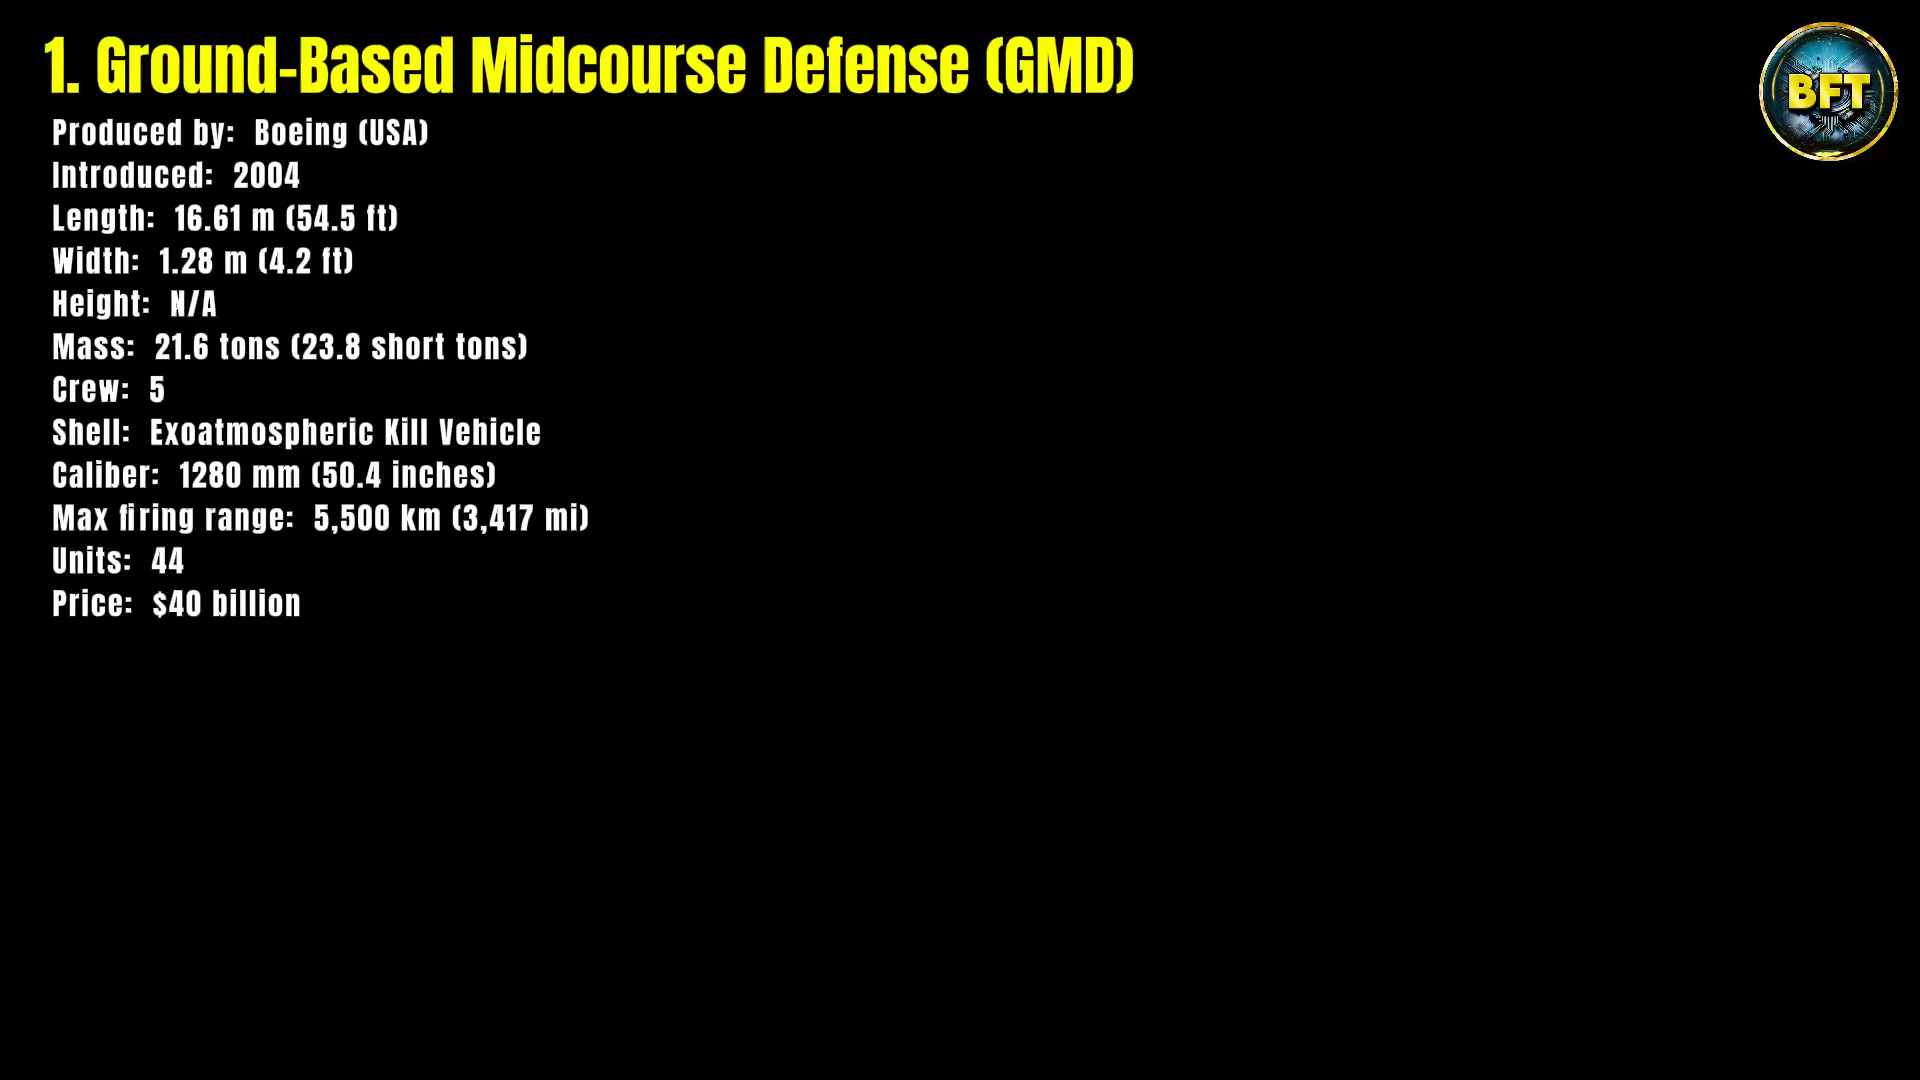 1. Ground-Based Midcourse Defense (GMD)
BFT
Produced by: Boeing (USA)
Introduced: 2004
Length: 16.61 m (54.5 ft)
Width: 1.28 m (4.2 ft)
Height: N/A
Mass: 21.6 tons (23.8 short tons)
Crew: 5
Shell: Exoatmospheric Kill Vehicle
Caliber: 1280 mm (50.4 inches)
Max firing range: 5,500 km (3,417 mi)
Units: 44
Price: $40 billion